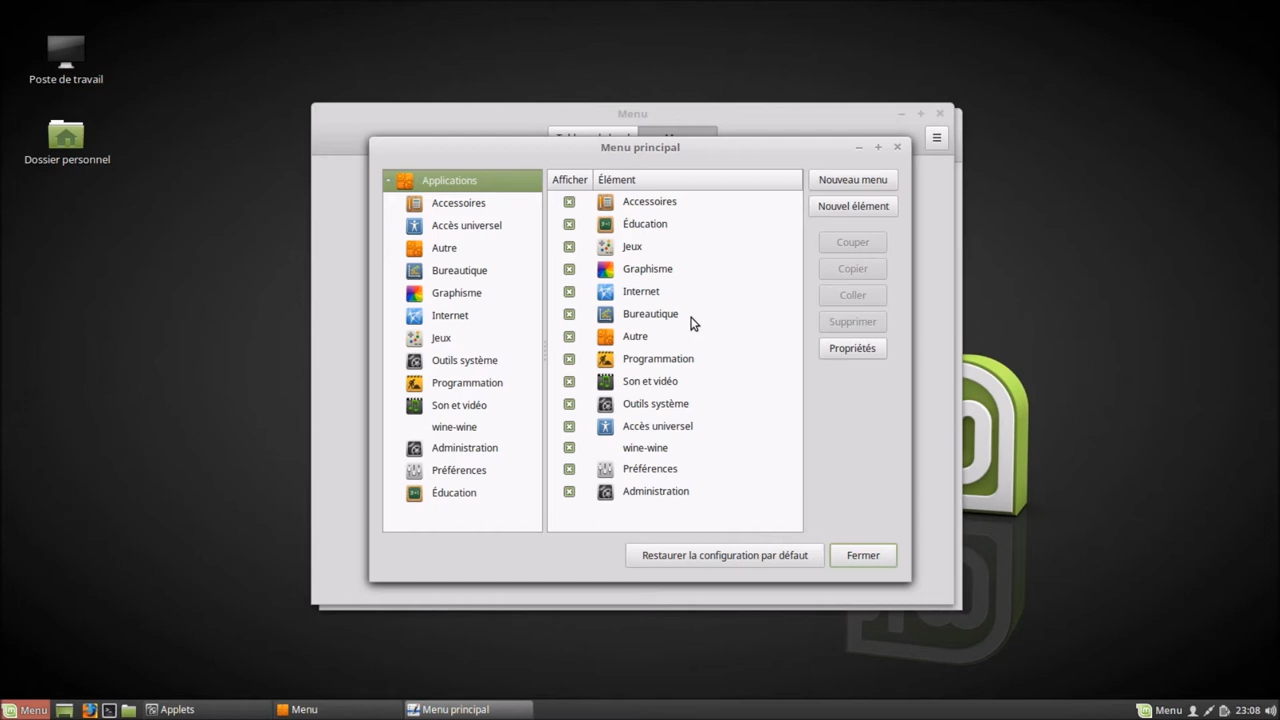 Poste de travail
Dossier personnel
Menu
Menu principal
Applications
Accessoires
Accès universel
Autre
Bureautique
Graphisme
Internet
Jeux
Outils système
Programmation
Son et vidéo
wine-wine
Administration
Préférences
Éducation
Afficher Élément
Accessoires
Éducation
Jeux
Graphisme
Internet
Bureautique
Autre
Programmation
Son et vidéo
Outils système
Accès universel
wine-wine
Préférences
Administration
Nouveau menu
Nouvel élément
Couper
Copier
Coller
Supprimer
Propriétés
Restaurer la configuration par défaut
Fermer
Menu Applets Menu Menu principal Menu 23:08